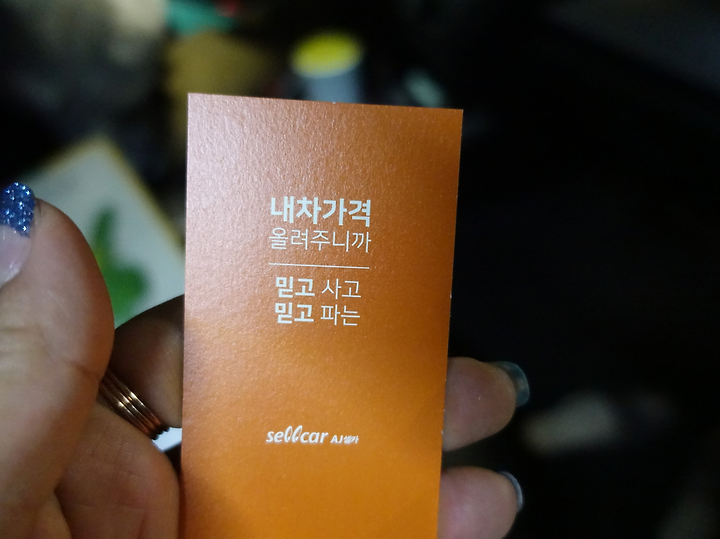 내차가격
올려주니까
믿고 사고
믿고 파는
sellcar AJ셀카